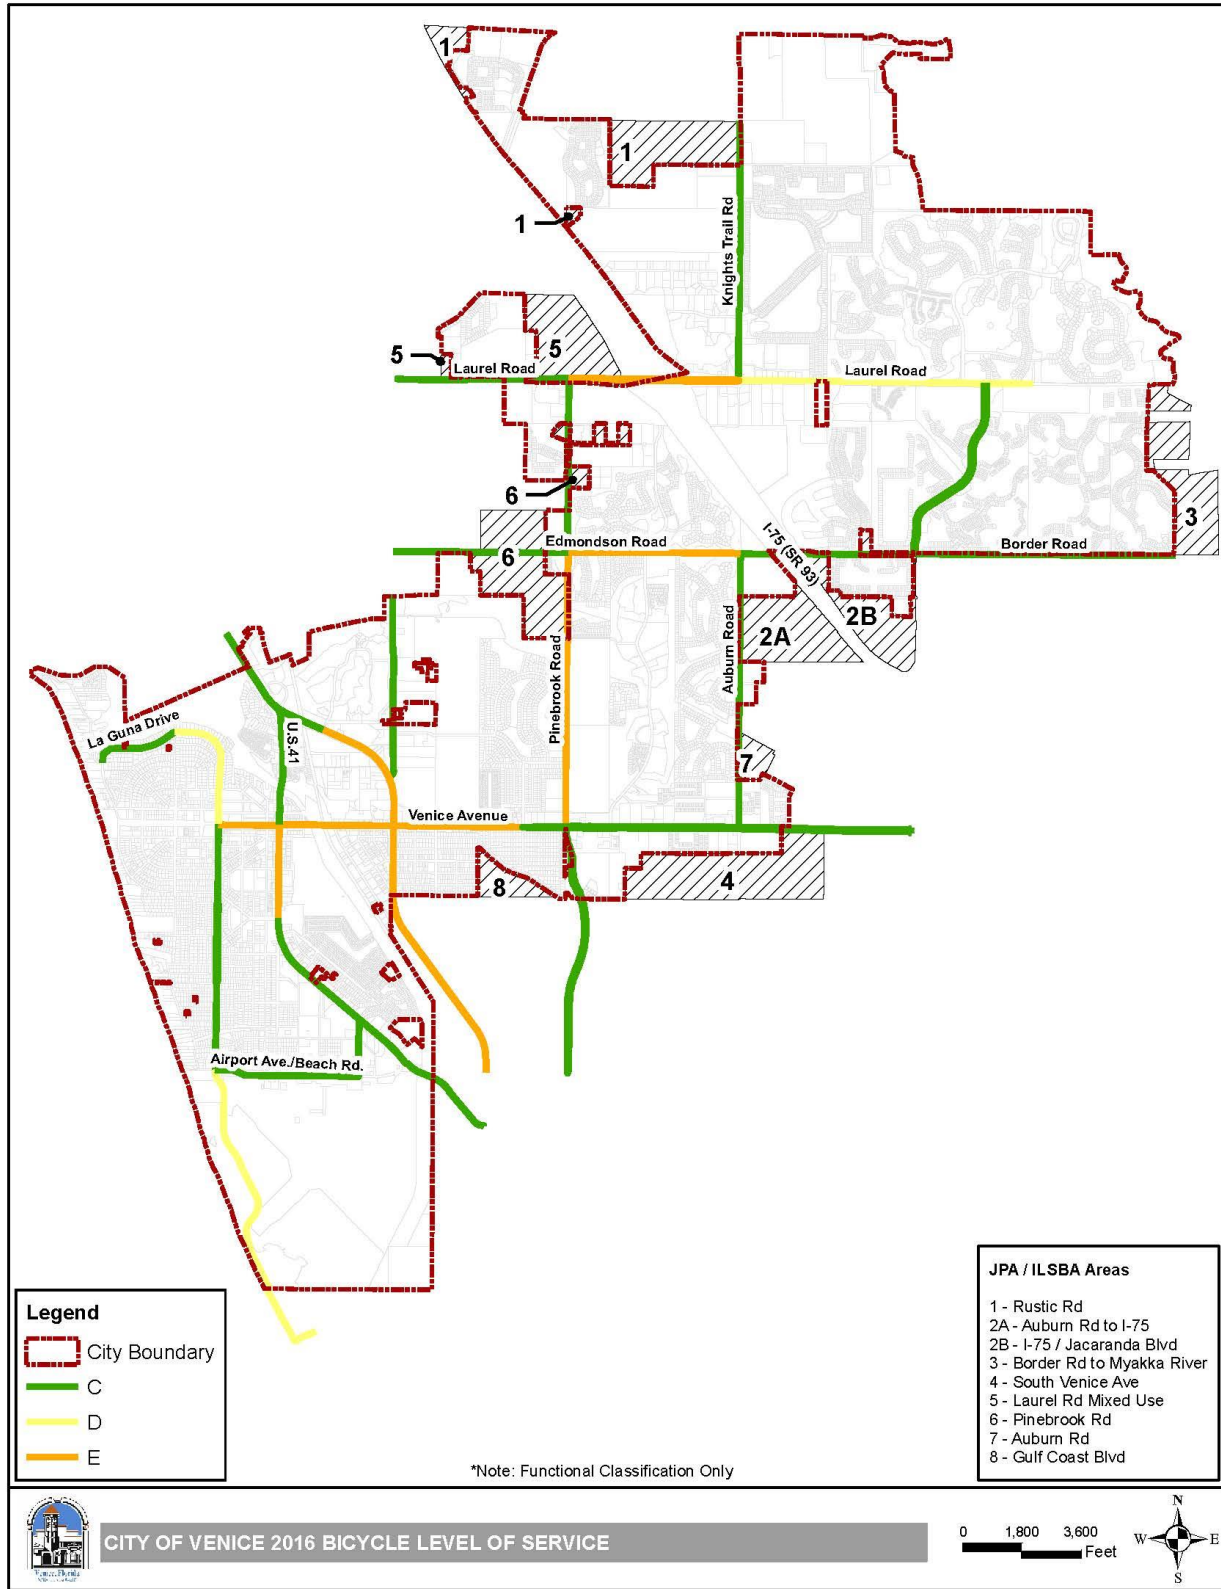 1
1
1
Knights Trail Rd
5
5
Laurel Road
Laurel Road
6
3
I-75 (SR 93)
Edmondson Road
Border Road
6
2B
2A
Auburn Road
Pinebrook Road
La Guna Drive
U.S.41
7
Venice Avenue
8
4
Airport Ave./Beach Rd.
JPA / ILSBA Areas
1 - Rustic Rd
2A - Auburn Rd to I-75
2B - I-75 / Jacaranda Blvd
3 - Border Rd to Myakka River
4 - South Venice Ave
5 - Laurel Rd Mixed Use
6 - Pinebrook Rd
7 - Auburn Rd
8 - Gulf Coast Blvd
Legend
City Boundary
C
D
E
*Note: Functional Classification Only
Venice, Florida
CITY OF VENICE 2016 BICYCLE LEVEL OF SERVICE
0 1,800 3,600
Feet
N
W E
S